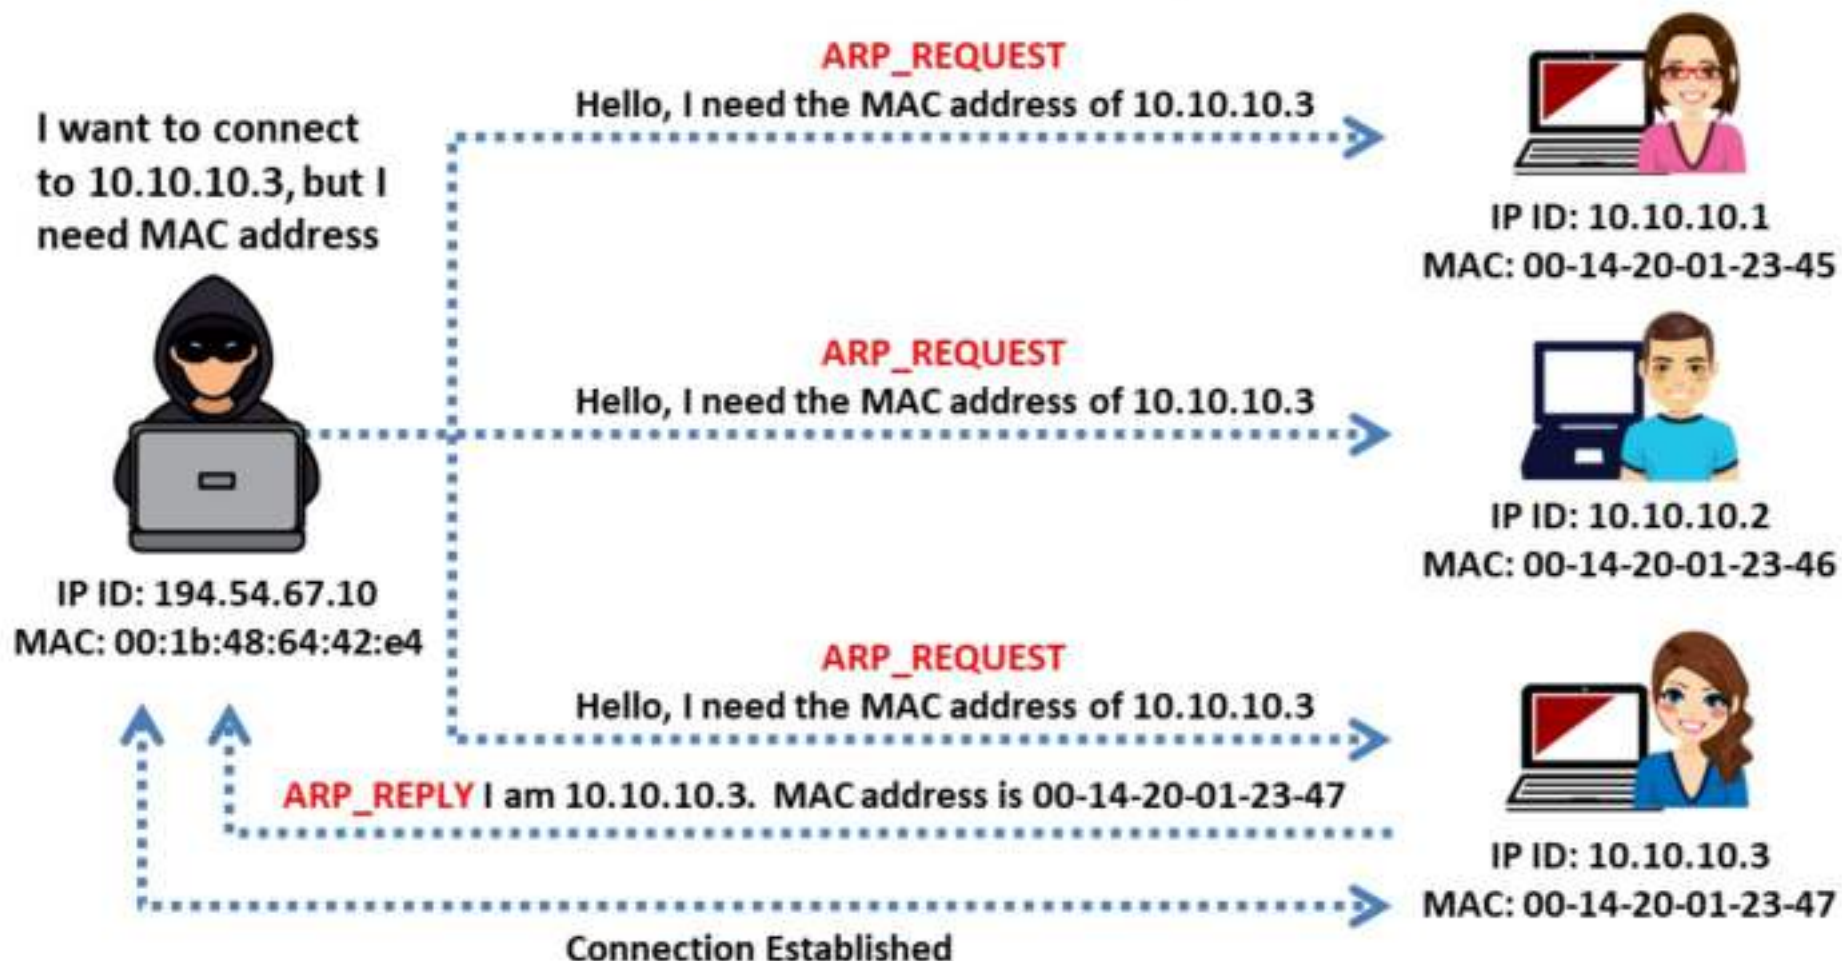 I want to connect
to 10.10.10.3, but I
need MAC address
IP ID: 194.54.67.10
MAC: 00:1b:48:64:42:e4
ARP_REQUEST
Hello, I need the MAC address of 10.10.10.3
IP ID: 10.10.10.1
MAC: 00-14-20-01-23-45
ARP_REQUEST
Hello, I need the MAC address of 10.10.10.3
IP ID: 10.10.10.2
MAC: 00-14-20-01-23-46
ARP_REQUEST
Hello, I need the MAC address of 10.10.10.3
ARP_REPLY I am 10.10.10.3. MAC address is 00-14-20-01-23-47
IP ID: 10.10.10.3
MAC: 00-14-20-01-23-47
Connection Established